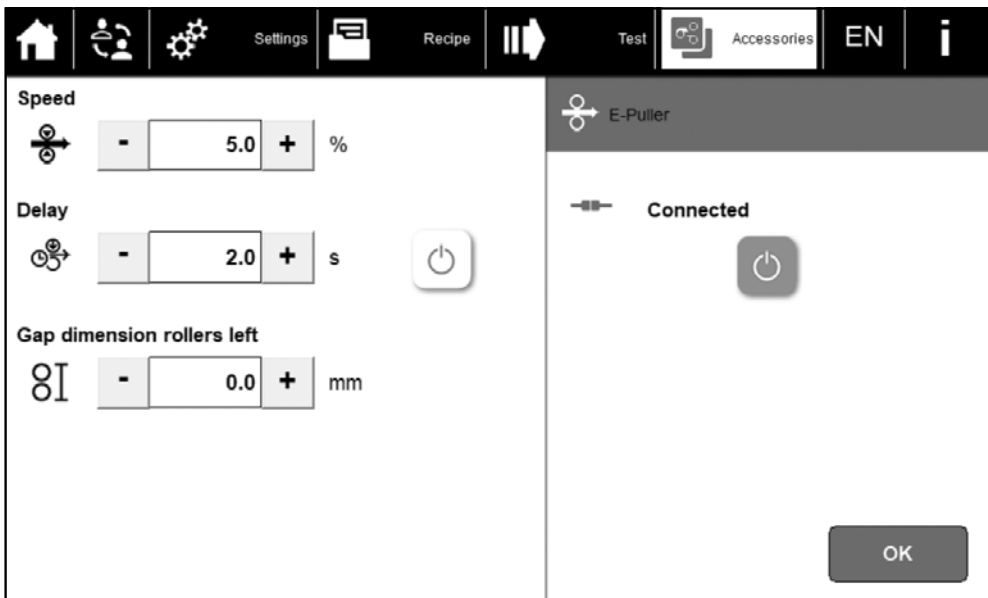 Settings
Recipe
Test
Accessories
EN
i
Speed
- 5.0 + %
Delay
- 2.0 + s
Gap dimension rollers left
- 0.0 + mm
E-Puller
Connected
OK